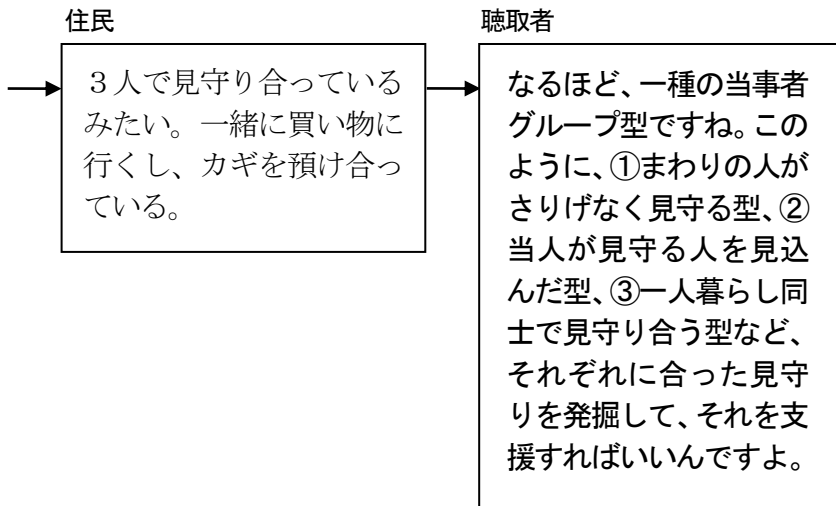 住民
３人で見守り合っている
みたい。一緒に買い物に
行くし、カギを預け合っ
ている。
聴取者
なるほど、一種の当事者
グループ型ですね。この
ように、①まわりの人が
さりげなく見守る型、②
当人が見守る人を見込
んだ型、③一人暮らし同
士で見守り合う型など、
それぞれに合った見守
りを発掘して、それを支
援すればいいんですよ。